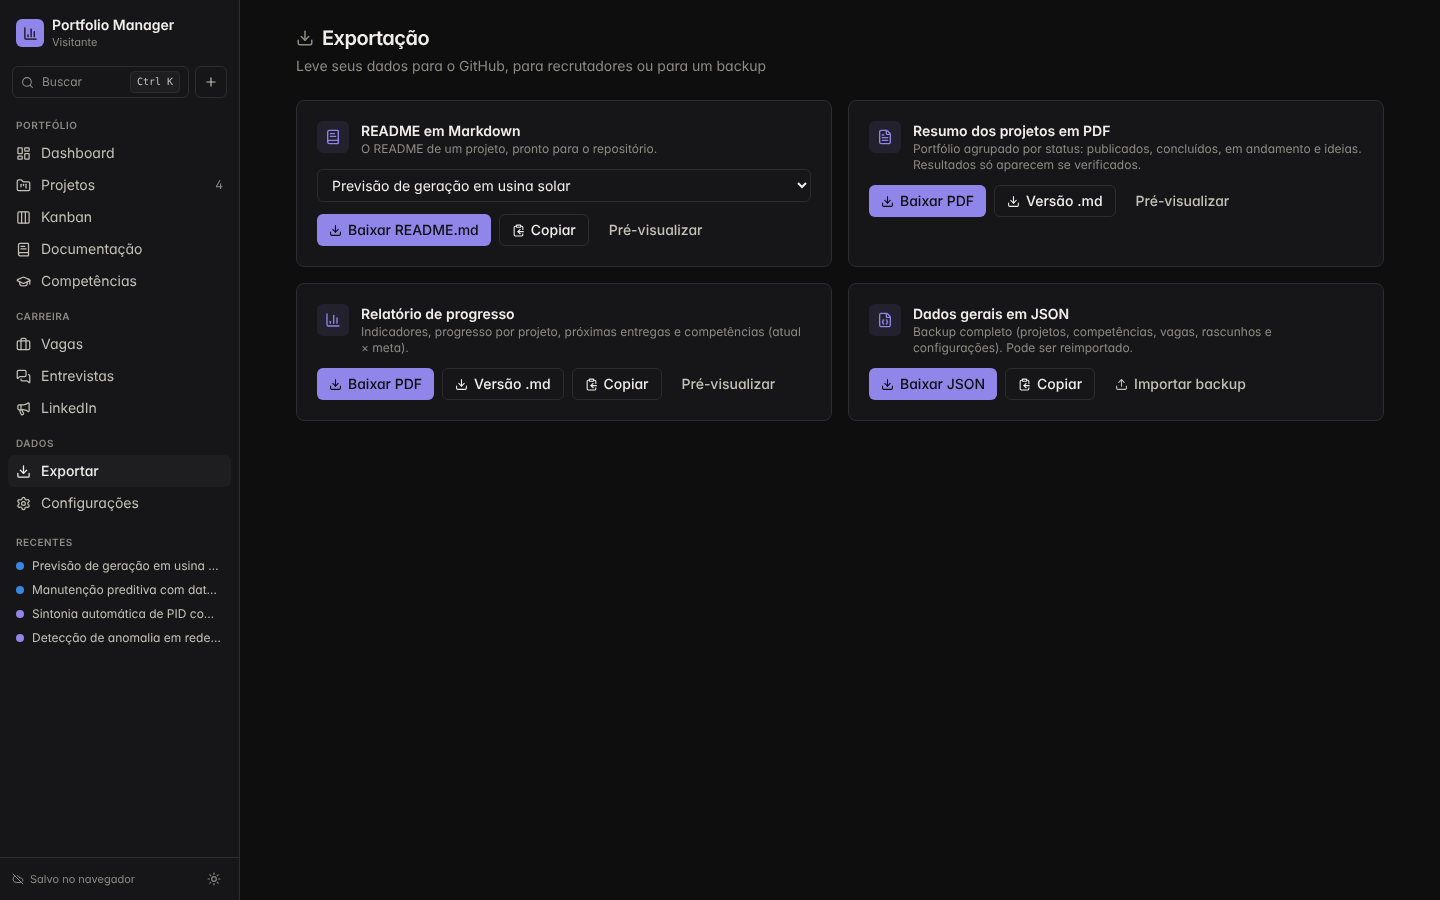 Portfolio Manager
Visitante
Buscar
Ctrl K
PORTFÓLIO
Dashboard
Projetos
4
Kanban
Documentação
Competências
CARREIRA
Vagas
Entrevistas
LinkedIn
DADOS
Exportar
Configurações
RECENTES
Previsão de geração em usina ...
Manutenção preditiva com dat...
Sintonia automática de PID co...
Detecção de anomalia em rede...
Salvo no navegador
Exportação
Leve seus dados para o GitHub, para recrutadores ou para um backup
README em Markdown
O README de um projeto, pronto para o repositório.
Previsão de geração em usina solar
Baixar README.md
Copiar
Pré-visualizar
Resumo dos projetos em PDF
Portfólio agrupado por status: publicados, concluídos, em andamento e ideias.
Resultados só aparecem se verificados.
Baixar PDF
Versão .md
Pré-visualizar
Relatório de progresso
Indicadores, progresso por projeto, próximas entregas e competências (atual
× meta).
Baixar PDF
Versão .md
Copiar
Pré-visualizar
Dados gerais em JSON
Backup completo (projetos, competências, vagas, rascunhos e
configurações). Pode ser reimportado.
Baixar JSON
Copiar
Importar backup